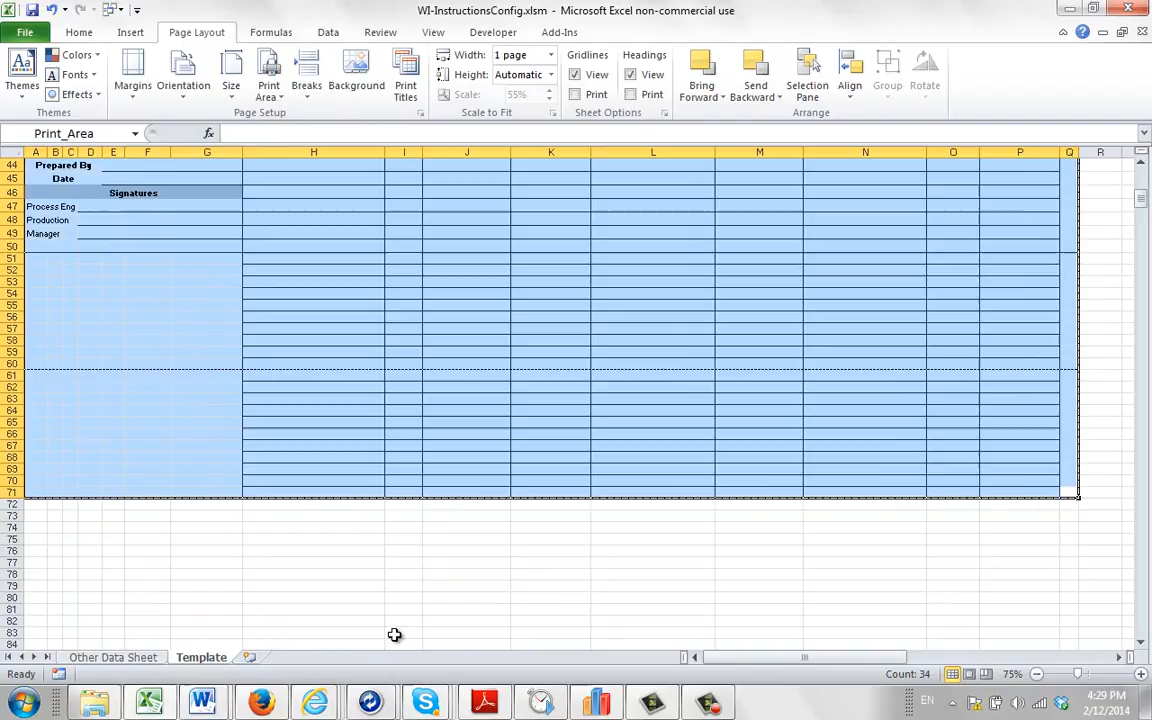 WI-InstructionsConfig.xlsm - Microsoft Excel non-commercial use
File Home Insert Page Layout Formulas Data Review View Developer Add-Ins
Themes Colors Fonts Effects Themes
Margins Orientation Size Print Area Breaks Background Print Titles Page Setup
Width: 1 page Height: Automatic Scale: 55% Scale to Fit
Gridlines View Print Headings View Print Sheet Options
Bring Forward Send Backward Selection Pane Align Group Rotate Arrange
Print_Area fx
A B C D E F G H I J K L M N O P Q R
44 Prepared By
45 Date
46 Signatures
47 Process Eng
48 Production
49 Manager
50
51
52
53
54
55
56
57
58
59
60
61
62
63
64
65
66
67
68
69
70
71
72
73
74
75
76
77
78
79
80
81
82
83
84
Other Data Sheet Template
Ready Count: 34 75%
EN 4:29 PM
2/12/2014